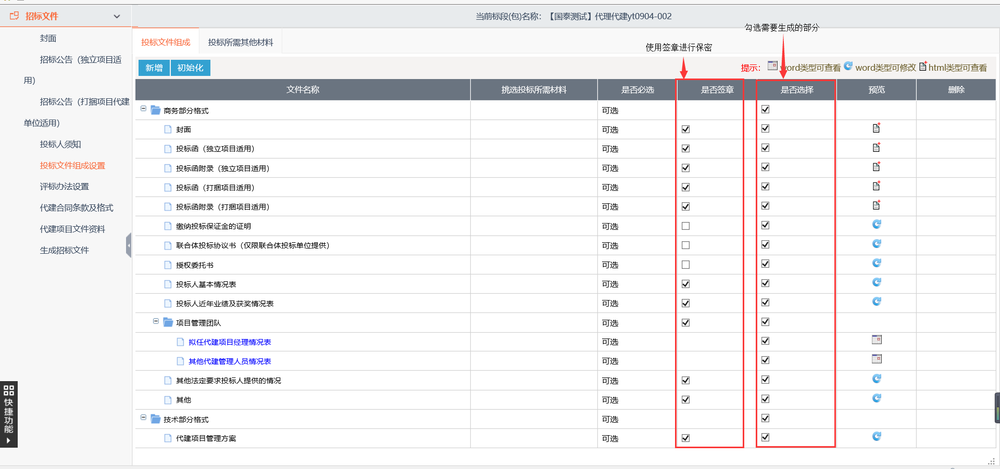 招标文件
当前标段(包)名称：【国泰测试】代理代建yt0904-002
勾选需要生成的部分
封面
招标公告（独立项目适
用）
招标公告（打捆项目代建
单位适用）
投标人须知
投标文件组成设置
评标办法设置
代建合同条款及格式
代建项目文件资料
生成招标文件
快捷功能
投标文件组成 投标所需其他材料
使用签章进行保密
新增 初始化
提示： word类型可查看 word类型可修改 html类型可查看
文件名称 挑选投标所需材料 是否必选 是否签章 是否选择 预览 删除
商务部分格式 可选
封面 可选
投标函（独立项目适用） 可选
投标函附录（独立项目适用） 可选
投标函（打捆项目适用） 可选
投标函附录（打捆项目适用） 可选
缴纳投标保证金的证明 可选
联合体投标协议书（仅限联合体投标单位提供） 可选
授权委托书 可选
投标人基本情况表 可选
投标人近年业绩及获奖情况表 可选
项目管理团队 可选
拟任代建项目经理情况表 可选
其他代建管理人员情况表 可选
其他法定要求投标人提供的情况 可选
其他 可选
技术部分格式 可选
代建项目管理方案 可选